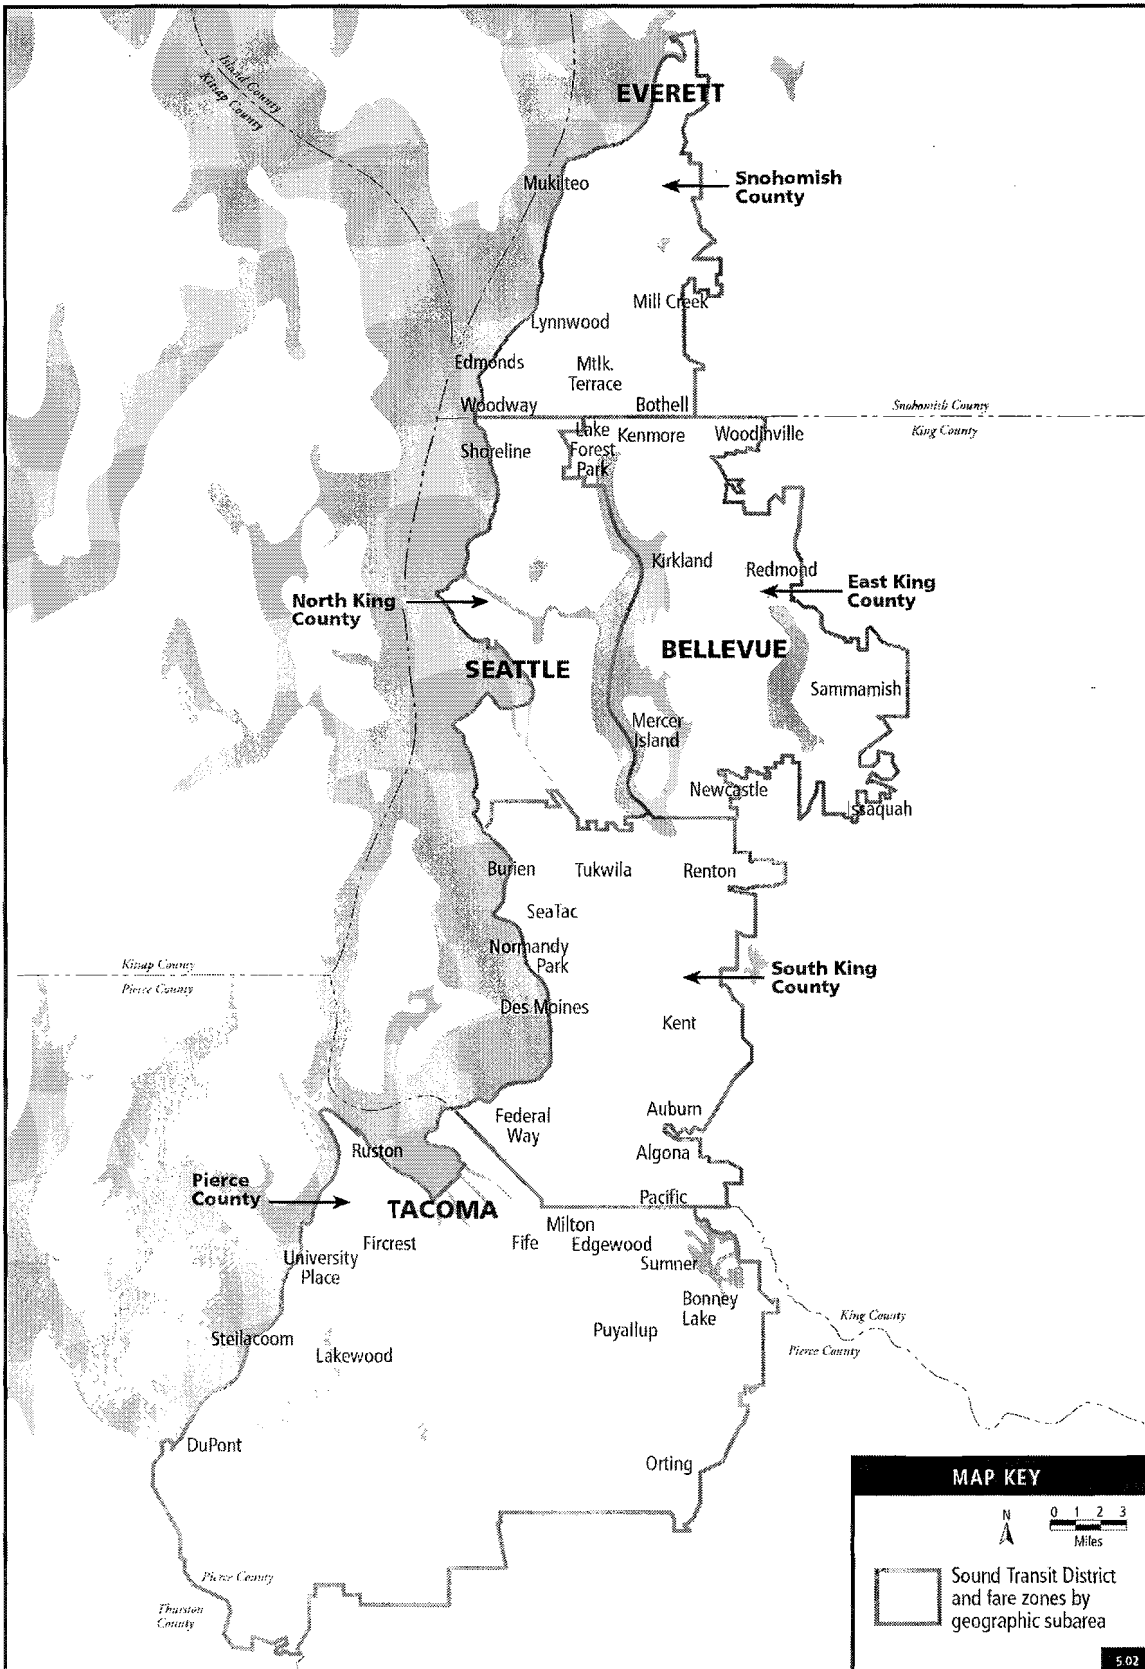 Island County
Kitsap County
EVERETT
Mukilteo
Snohomish
County
Mill Creek
Lynnwood
Edmonds
Mtlk.
Terrace
Woodway
Bothell
Snohomish County
King County
Shoreline
Lake
Forest
Park
Kenmore
Woodinville
Kirkland
Redmond
East King
County
North King
County
SEATTLE
BELLEVUE
Sammamish
Mercer
Island
Newcastle
Issaquah
Burien
Tukwila
Renton
SeaTac
Normandy
Park
Kitsap County
Pierce County
South King
County
Des Moines
Kent
Federal
Way
Auburn
Algona
Ruston
Pierce
County
TACOMA
Pacific
Milton
Edgewood
Fircrest
Fife
University
Place
Sumner
Bonney
Lake
Puyallup
King County
Pierce County
Steilacoom
Lakewood
DuPont
Orting
Pierce County
Thurston
County
MAP KEY
N
0 1 2 3
Miles
Sound Transit District
and fare zones by
geographic subarea
5.02